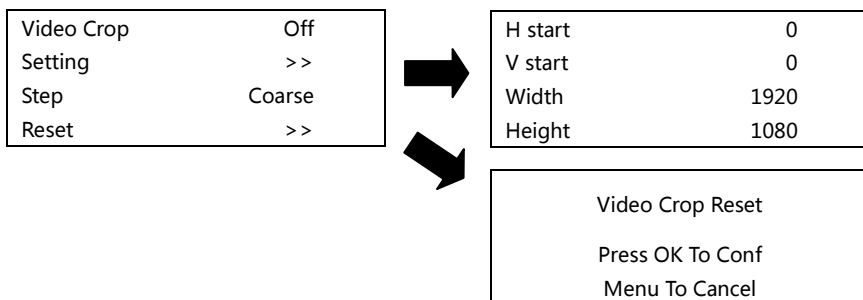 Video Crop Off
Setting >>
Step Coarse
Reset >>
H start 0
V start 0
Width 1920
Height 1080
Video Crop Reset
Press OK To Conf
Menu To Cancel